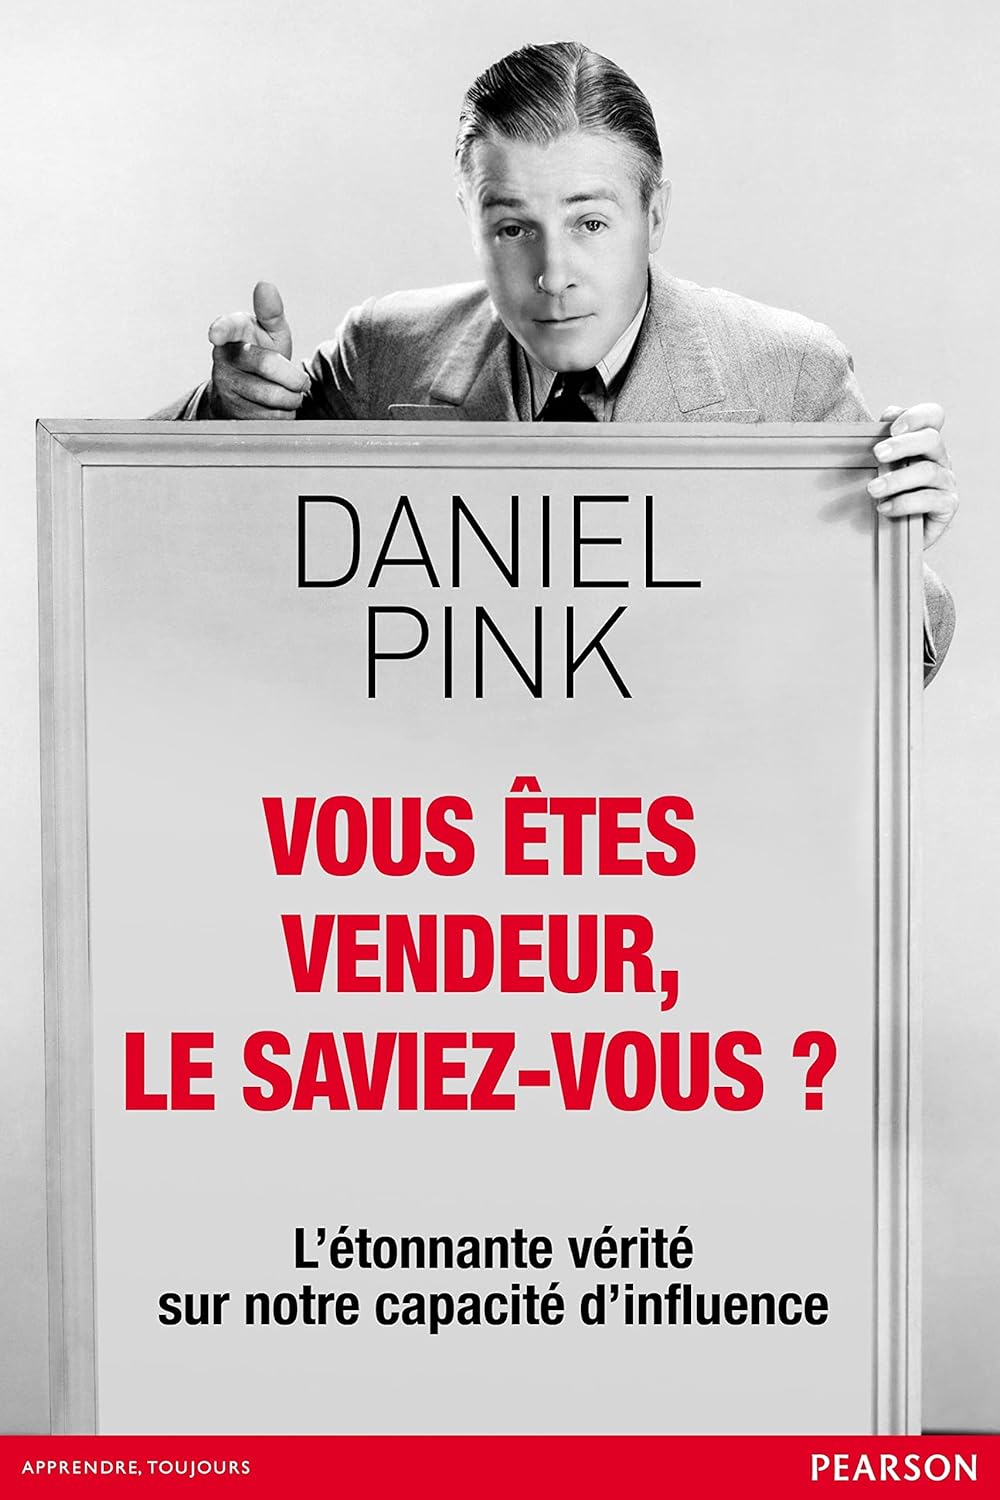 DANIEL
PINK
VOUS ÊTES
VENDEUR,
LE SAVIEZ-VOUS ?
L’étonnante vérité
sur notre capacité d’influence
APPRENDRE, TOUJOURS
PEARSON